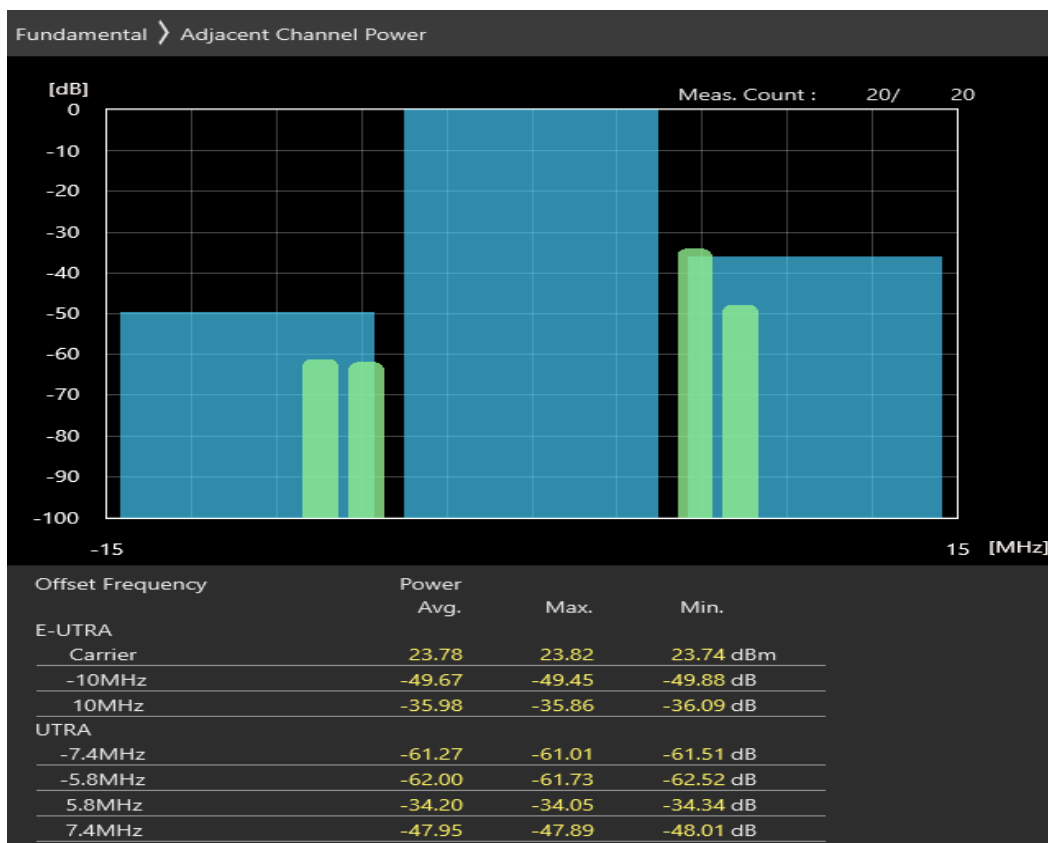 Fundamental 〉 Adjacent Channel Power
[dB]
Meas. Count : 20/ 20
0
-10
-20
-30
-40
-50
-60
-70
-80
-90
-100
-15 15 [MHz]
Offset Frequency Power
Avg. Max. Min.
E-UTRA
Carrier 23.78 23.82 23.74 dBm
-10MHz -49.67 -49.45 -49.88 dB
10MHz -35.98 -35.86 -36.09 dB
UTRA
-7.4MHz -61.27 -61.01 -61.51 dB
-5.8MHz -62.00 -61.73 -62.52 dB
5.8MHz -34.20 -34.05 -34.34 dB
7.4MHz -47.95 -47.89 -48.01 dB